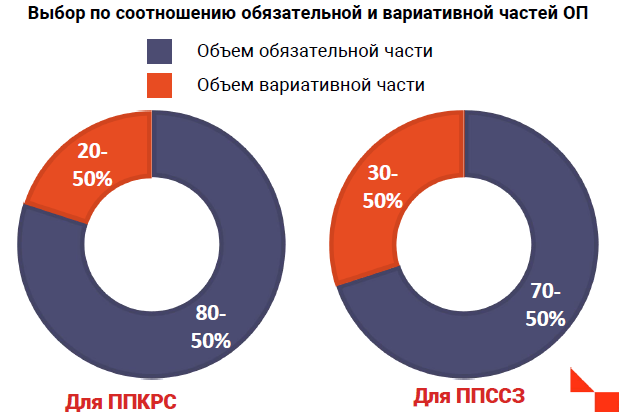 Выбор по соотношению обязательной и вариативной частей ОП
Объем обязательной части
Объем вариативной части
20-
50%
80-
50%
Для ППКРС
30-
50%
70-
50%
Для ППССЗ